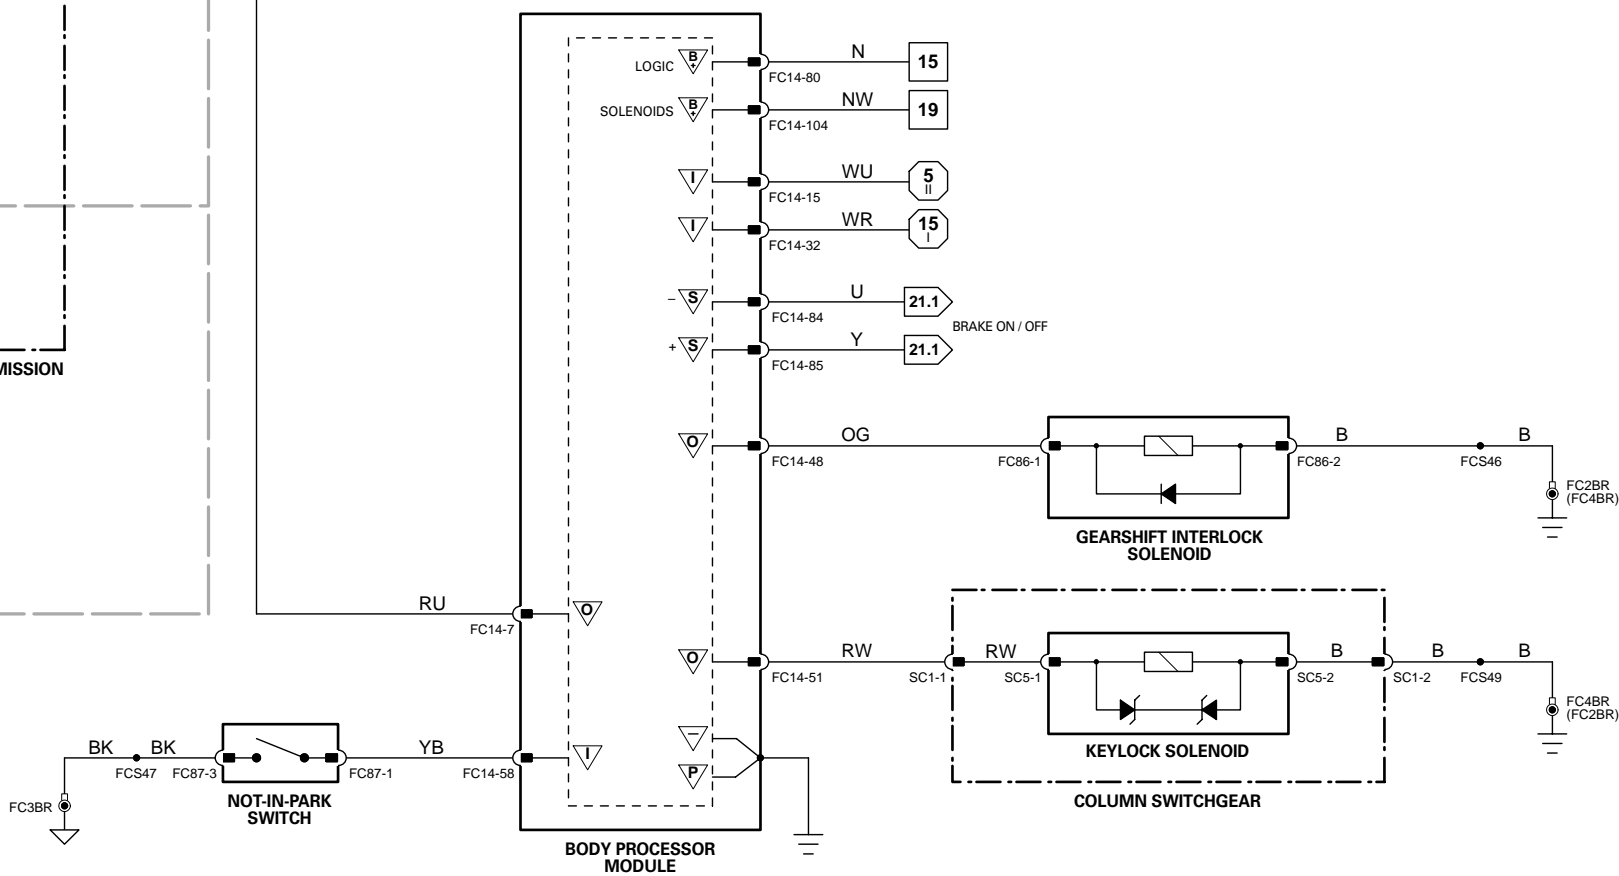 B
+
LOGIC
N
15
FC14-80
B
+
SOLENOIDS
NW
19
FC14-104
I
WU
5
II
FC14-15
I
WR
15
I
FC14-32
– S
U
21.1
FC14-84
BRAKE ON / OFF
+ S
Y
21.1
FC14-85
MISSION
O
OG
B
B
FC14-48
FC86-1
FC86-2
FCS46
FC2BR
(FC4BR)
GEARSHIFT INTERLOCK
SOLENOID
RU
O
FC14-7
O
RW
RW
B
B
B
FC14-51
SC1-1
SC5-1
SC5-2
SC1-2
FCS49
FC4BR
(FC2BR)
KEYLOCK SOLENOID
COLUMN SWITCHGEAR
BK
BK
YB
I
–
P
FCS47
FC87-3
FC87-1
FC14-58
FC3BR
NOT-IN-PARK
SWITCH
BODY PROCESSOR
MODULE